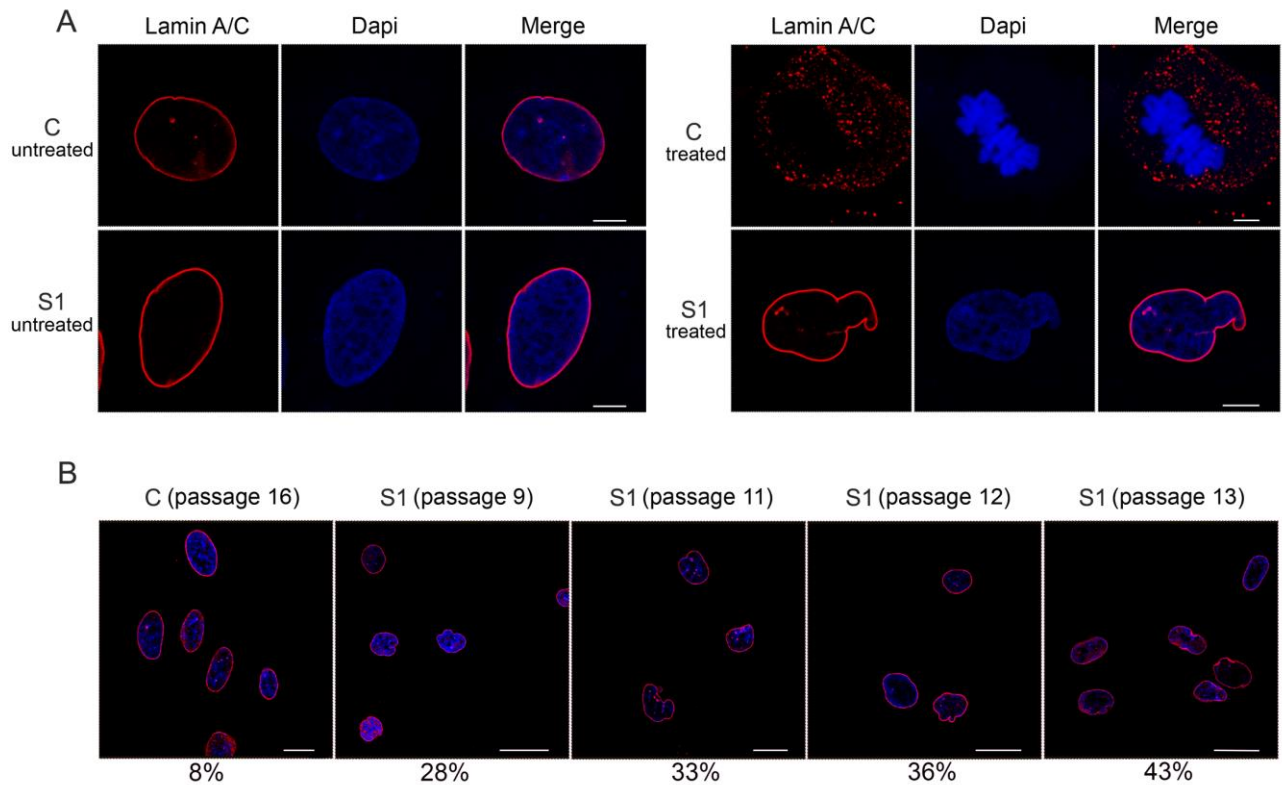 A
Lamin A/C Dapi Merge
Lamin A/C Dapi Merge
C
untreated
C
treated
S1
untreated
S1
treated
B
C (passage 16) S1 (passage 9) S1 (passage 11) S1 (passage 12) S1 (passage 13)
8% 28% 33% 36% 43%